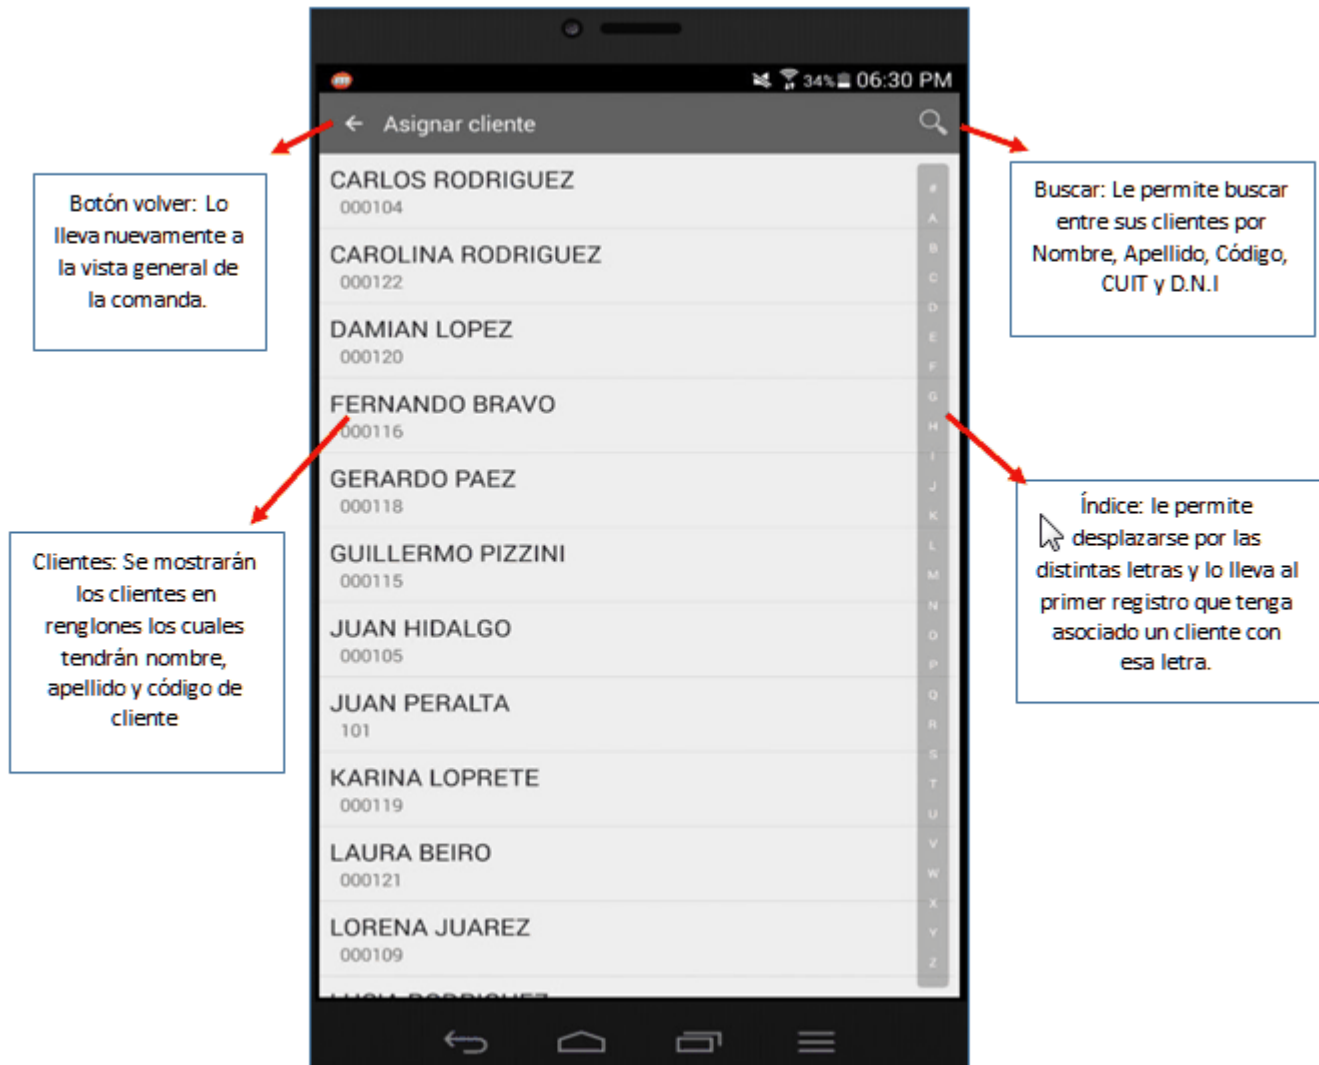 34% 06:30 PM
Asignar cliente
CARLOS RODRIGUEZ
000104
CAROLINA RODRIGUEZ
000122
DAMIAN LOPEZ
000120
FERNANDO BRAVO
000116
GERARDO PAEZ
000118
GUILLERMO PIZZINI
000115
JUAN HIDALGO
000105
JUAN PERALTA
101
KARINA LOPRETE
000119
LAURA BEIRO
000121
LORENA JUAREZ
000109
LUCIA RODRIGUEZ
#
A
B
C
D
E
F
G
H
I
J
K
L
M
N
O
P
Q
R
S
T
U
V
W
X
Y
Z
Botón volver: Lo
lleva nuevamente a
la vista general de
la comanda.
Clientes: Se mostrarán
los clientes en
renglones los cuales
tendrán nombre,
apellido y código de
cliente
Buscar: Le permite buscar
entre sus clientes por
Nombre, Apellido, Código,
CUIT y D.N.I
Índice: le permite
desplazarse por las
distintas letras y lo lleva al
primer registro que tenga
asociado un cliente con
esa letra.